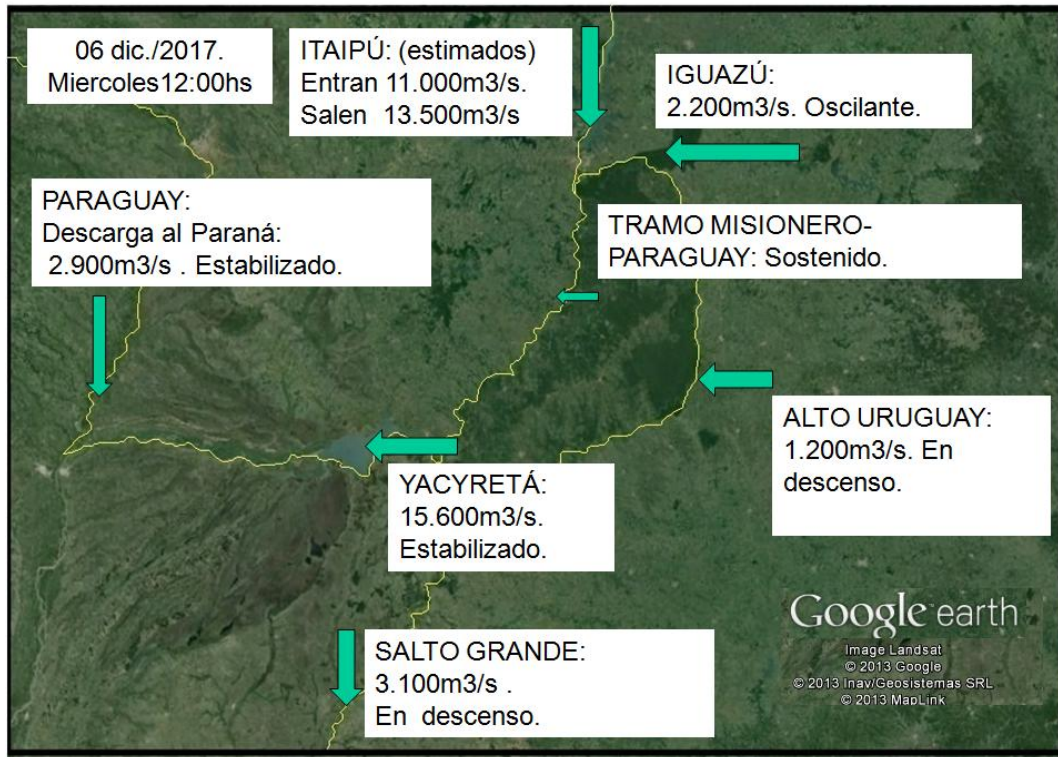 06 dic./2017.
Miercoles12:00hs
ITAIPÚ: (estimados)
Entran 11.000m3/s.
Salen 13.500m3/s
IGUAZÚ:
2.200m3/s. Oscilante.
PARAGUAY:
Descarga al Paraná:
2.900m3/s . Estabilizado.
TRAMO MISIONERO-
PARAGUAY: Sostenido.
ALTO URUGUAY:
1.200m3/s. En
descenso.
YACYRETÁ:
15.600m3/s.
Estabilizado.
SALTO GRANDE:
3.100m3/s .
En descenso.
Google earth
Image Landsat
© 2013 Google
© 2013 Inav/Geosistemas SRL
© 2013 MapLink